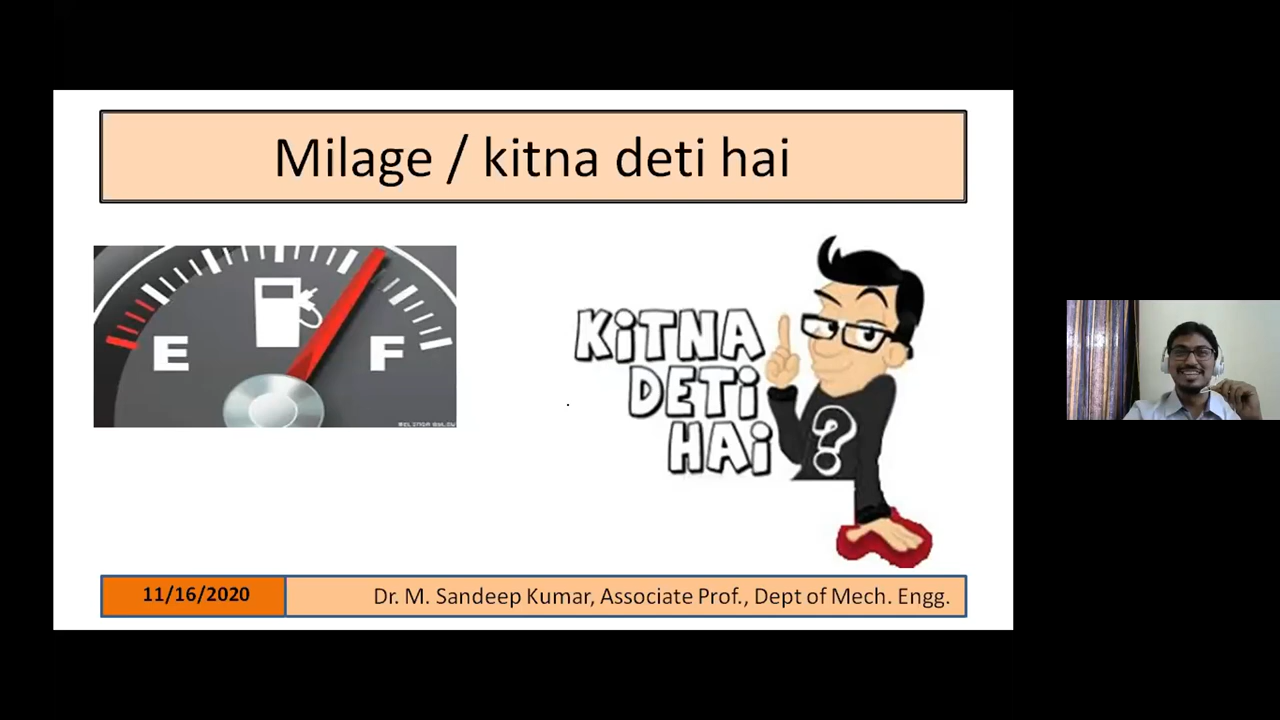 Milage / kitna deti hai
E F
KiTNA
DETi
HAi
?
11/16/2020 Dr. M. Sandeep Kumar, Associate Prof., Dept of Mech. Engg.